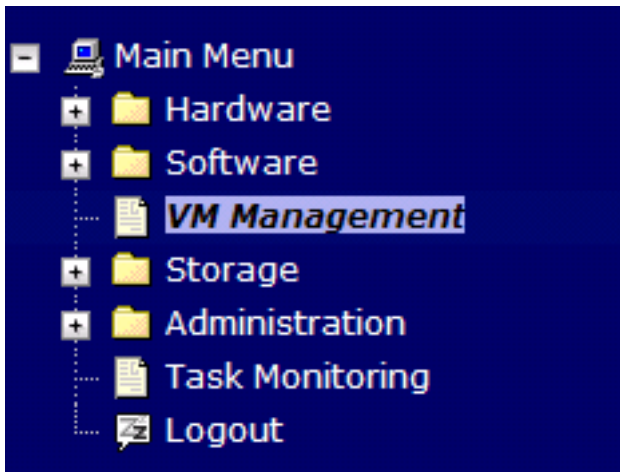 Main Menu
Hardware
Software
VM Management
Storage
Administration
Task Monitoring
Logout